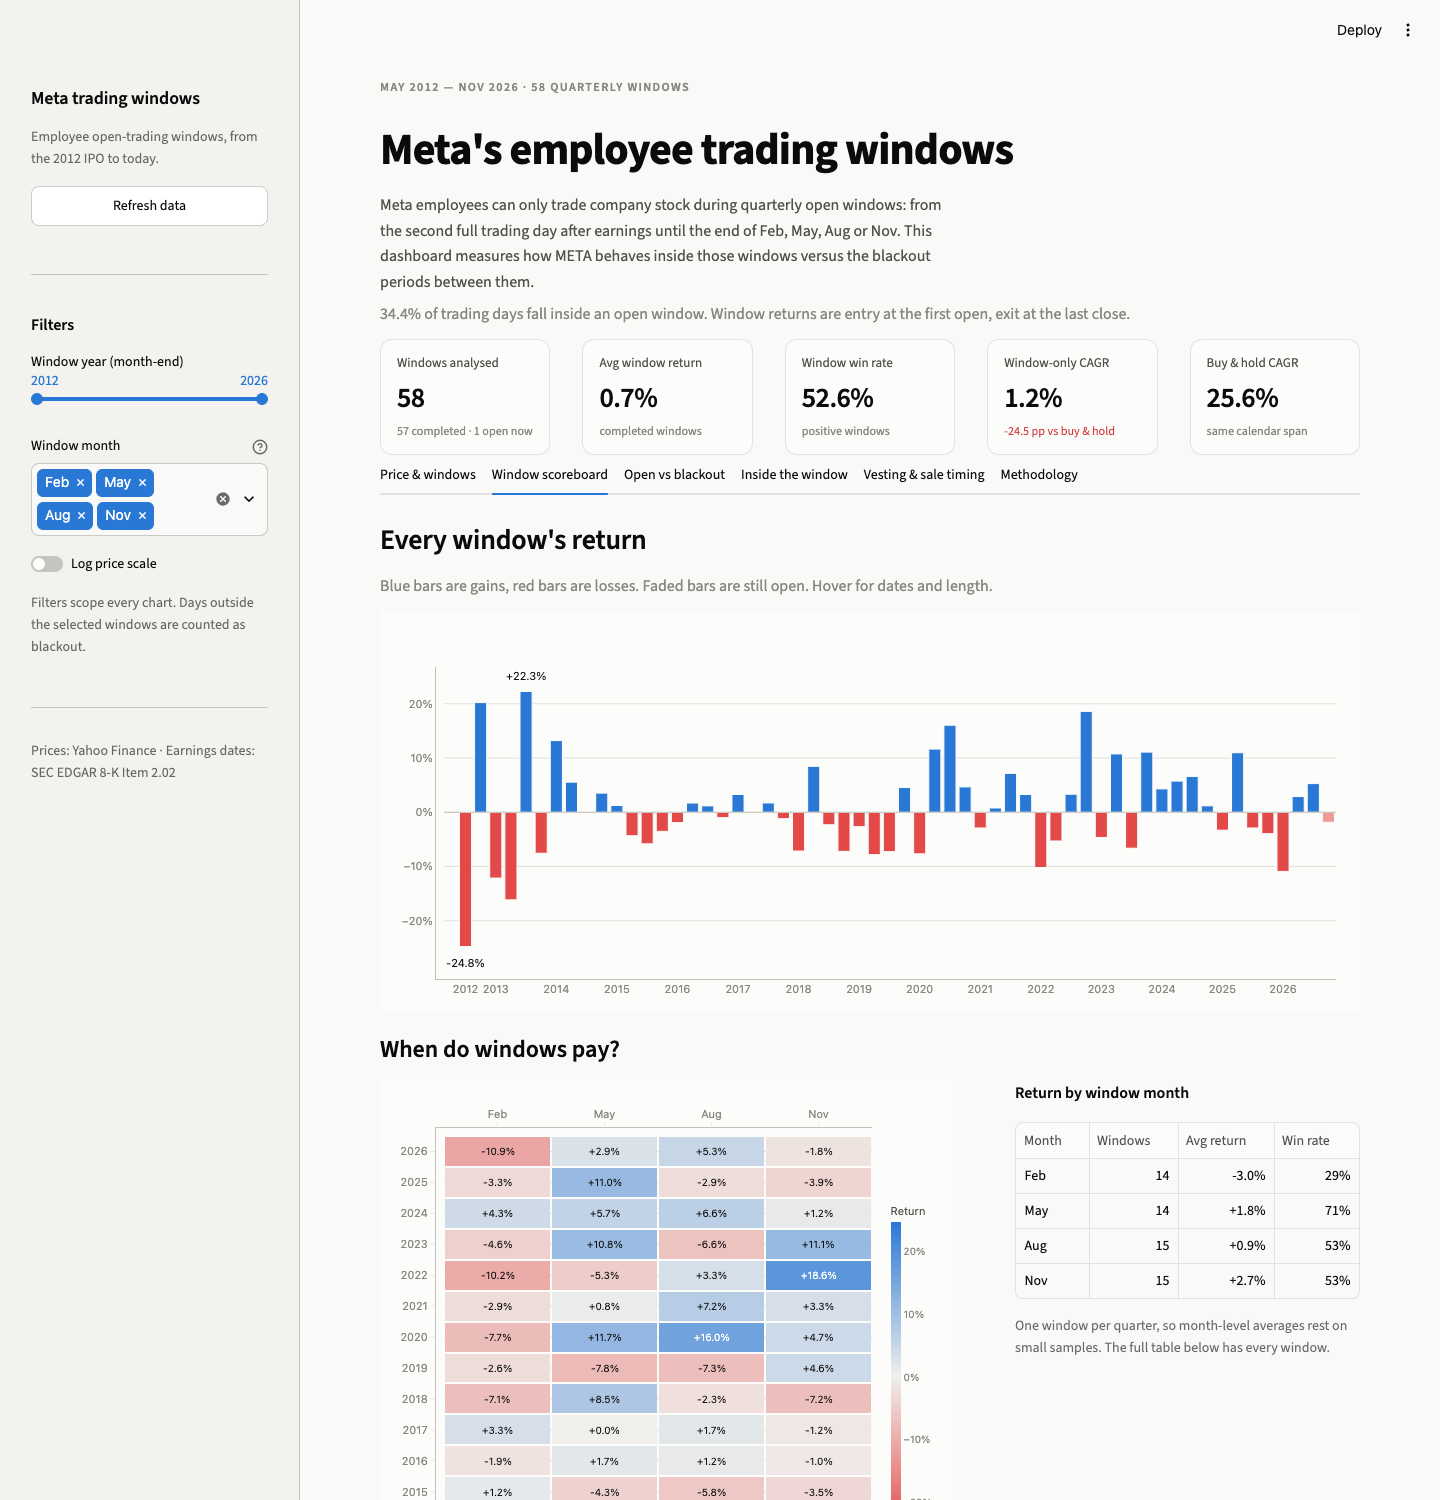 Deploy
Meta trading windows
Employee open-trading windows, from
the 2012 IPO to today.
Refresh data
Filters
Window year (month-end)
2012 2026
Window month
Feb × May ×
Aug × Nov ×
Log price scale
Filters scope every chart. Days outside
the selected windows are counted as
blackout.
Prices: Yahoo Finance · Earnings dates:
SEC EDGAR 8-K Item 2.02
MAY 2012 — NOV 2026 · 58 QUARTERLY WINDOWS
Meta's employee trading windows
Meta employees can only trade company stock during quarterly open windows: from
the second full trading day after earnings until the end of Feb, May, Aug or Nov. This
dashboard measures how META behaves inside those windows versus the blackout
periods between them.
34.4% of trading days fall inside an open window. Window returns are entry at the first open, exit at the last close.
Windows analysed
58
57 completed · 1 open now
Avg window return
0.7%
completed windows
Window win rate
52.6%
positive windows
Window-only CAGR
1.2%
-24.5 pp vs buy & hold
Buy & hold CAGR
25.6%
same calendar span
Price & windows Window scoreboard Open vs blackout Inside the window Vesting & sale timing Methodology
Every window's return
Blue bars are gains, red bars are losses. Faded bars are still open. Hover for dates and length.
+22.3%
20%
10%
0%
−10%
−20%
-24.8%
2012 2013 2014 2015 2016 2017 2018 2019 2020 2021 2022 2023 2024 2025 2026
When do windows pay?
Feb May Aug Nov
2026 -10.9% +2.9% +5.3% -1.8%
2025 -3.3% +11.0% -2.9% -3.9%
2024 +4.3% +5.7% +6.6% +1.2%
2023 -4.6% +10.8% -6.6% +11.1%
2022 -10.2% -5.3% +3.3% +18.6%
2021 -2.9% +0.8% +7.2% +3.3%
2020 -7.7% +11.7% +16.0% +4.7%
2019 -2.6% -7.8% -7.3% +4.6%
2018 -7.1% +8.5% -2.3% -7.2%
2017 +3.3% +0.0% +1.7% -1.2%
2016 -1.9% +1.7% +1.2% -1.0%
2015 +1.2% -4.3% -5.8% -3.5%
Return
20%
10%
0%
−10%
Return by window month
Month Windows Avg return Win rate
Feb 14 -3.0% 29%
May 14 +1.8% 71%
Aug 15 +0.9% 53%
Nov 15 +2.7% 53%
One window per quarter, so month-level averages rest on
small samples. The full table below has every window.